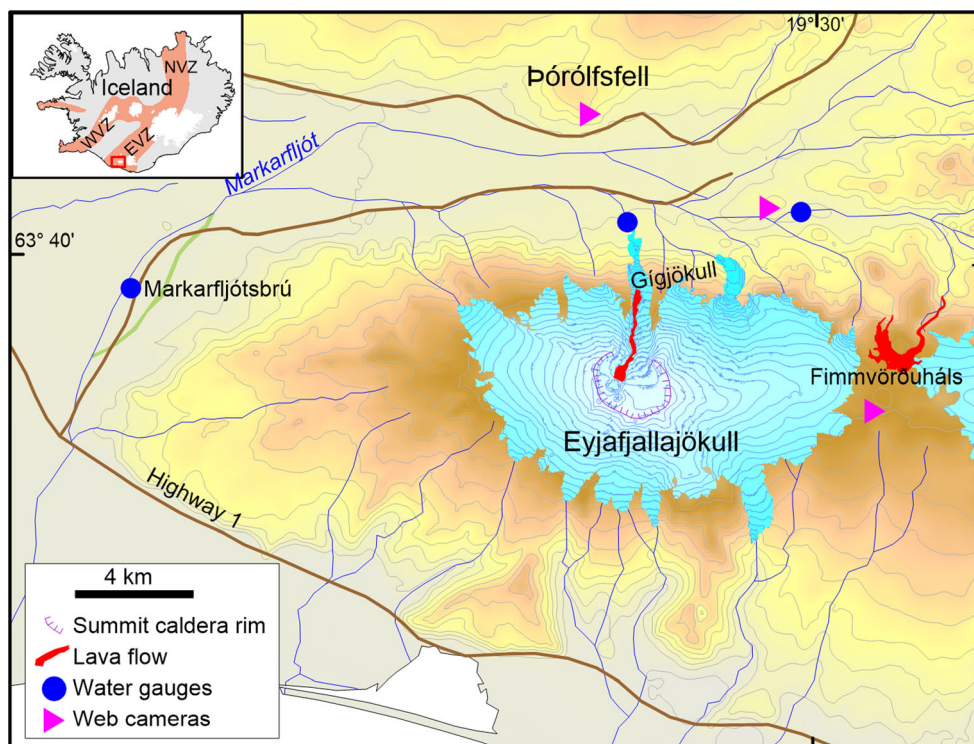 19° 30'
NVZ
Iceland
WVZ
EVZ
Þórólfsfell
Markarfljót
63° 40'
Gígjökull
Markarfljótsbrú
Fimmvörðuháls
Eyjafjallajökull
Highway 1
4 km
Summit caldera rim
Lava flow
Water gauges
Web cameras